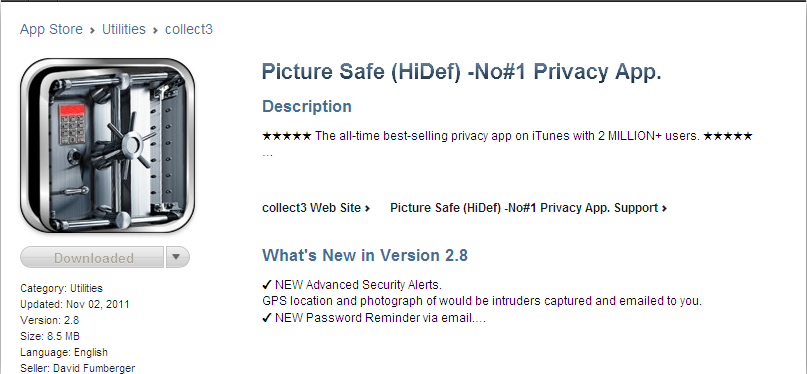 App Store › Utilities › collect3
Picture Safe (HiDef) -No#1 Privacy App.
Description
★★★★★ The all-time best-selling privacy app on iTunes with 2 MILLION+ users. ★★★★★
...
collect3 Web Site ›
Picture Safe (HiDef) -No#1 Privacy App. Support ›
What's New in Version 2.8
✔ NEW Advanced Security Alerts.
GPS location and photograph of would be intruders captured and emailed to you.
✔ NEW Password Reminder via email....
Downloaded
Category: Utilities
Updated: Nov 02, 2011
Version: 2.8
Size: 8.5 MB
Language: English
Seller: David Fumberger